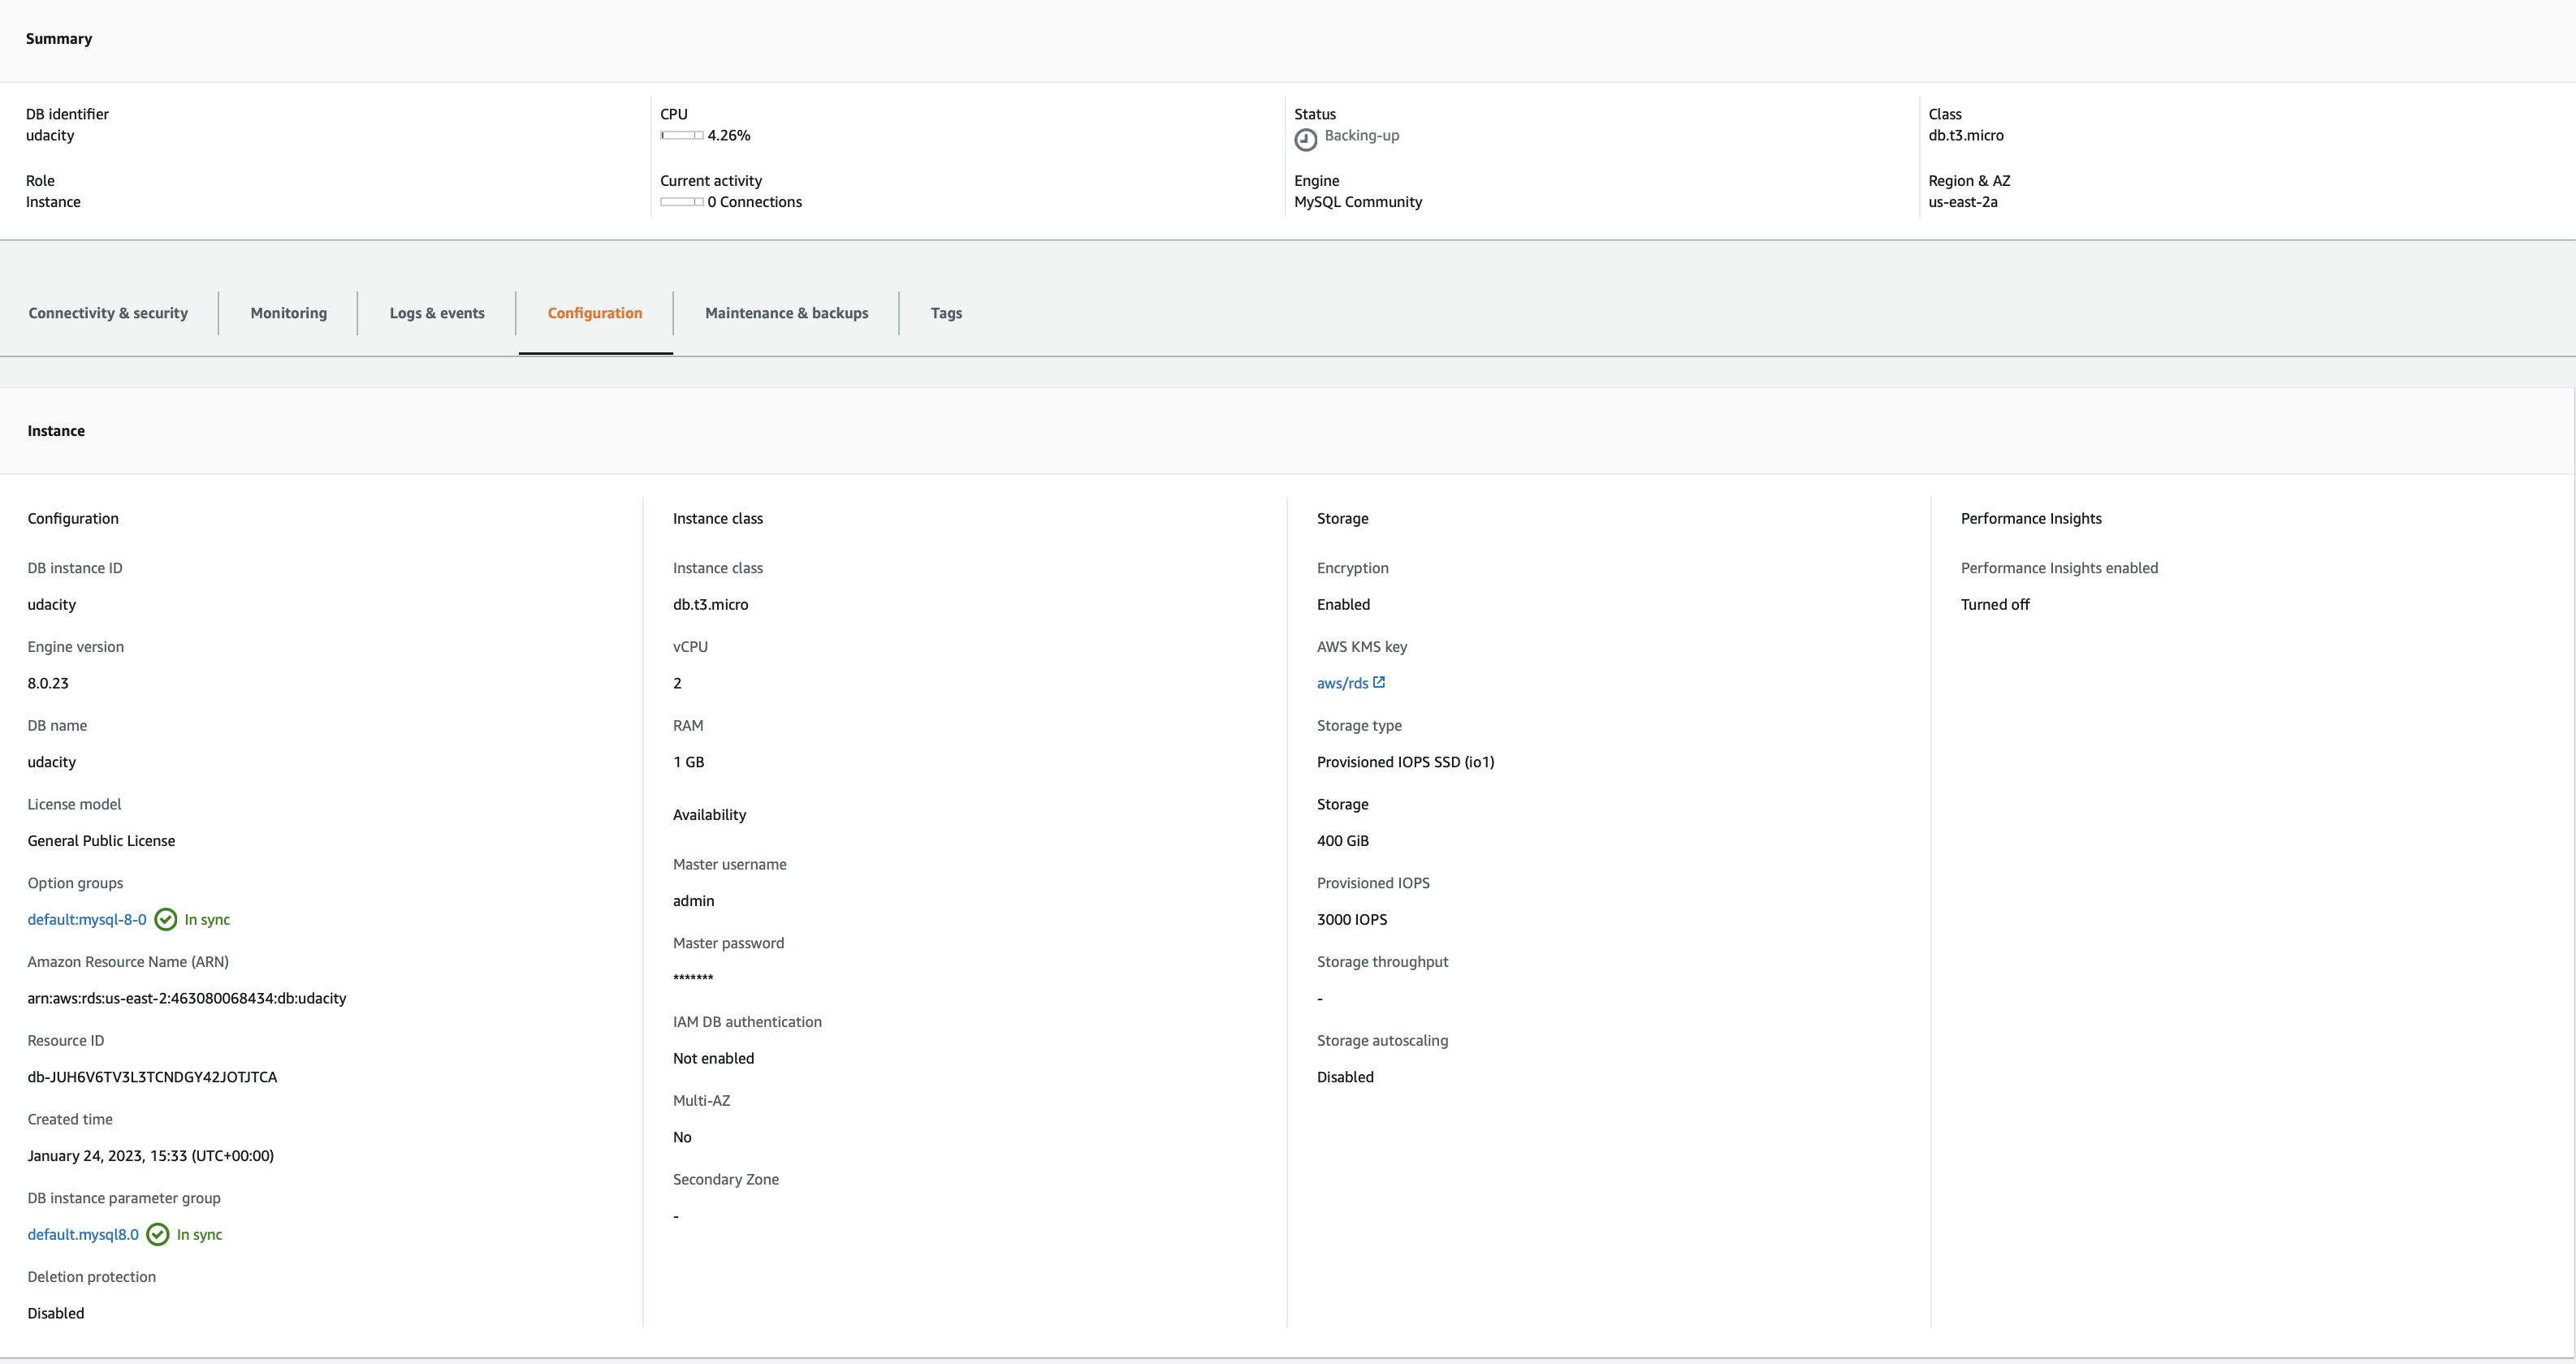 Summary
DB identifier
udacity
CPU
4.26%
Status
Backing-up
Class
db.t3.micro
Role
Instance
Current activity
0 Connections
Engine
MySQL Community
Region & AZ
us-east-2a
Connectivity & security
Monitoring
Logs & events
Configuration
Maintenance & backups
Tags
Instance
Configuration
DB instance ID
udacity
Engine version
8.0.23
DB name
udacity
License model
General Public License
Option groups
default:mysql-8-0 In sync
Amazon Resource Name (ARN)
arn:aws:rds:us-east-2:463080068434:db:udacity
Resource ID
db-JUH6V6TV3L3TCNDGY42JOTJTCA
Created time
January 24, 2023, 15:33 (UTC+00:00)
DB instance parameter group
default.mysql8.0 In sync
Deletion protection
Disabled
Instance class
Instance class
db.t3.micro
vCPU
2
RAM
1 GB
Availability
Master username
admin
Master password
*******
IAM DB authentication
Not enabled
Multi-AZ
No
Secondary Zone
-
Storage
Encryption
Enabled
AWS KMS key
aws/rds
Storage type
Provisioned IOPS SSD (io1)
Storage
400 GiB
Provisioned IOPS
3000 IOPS
Storage throughput
-
Storage autoscaling
Disabled
Performance Insights
Performance Insights enabled
Turned off